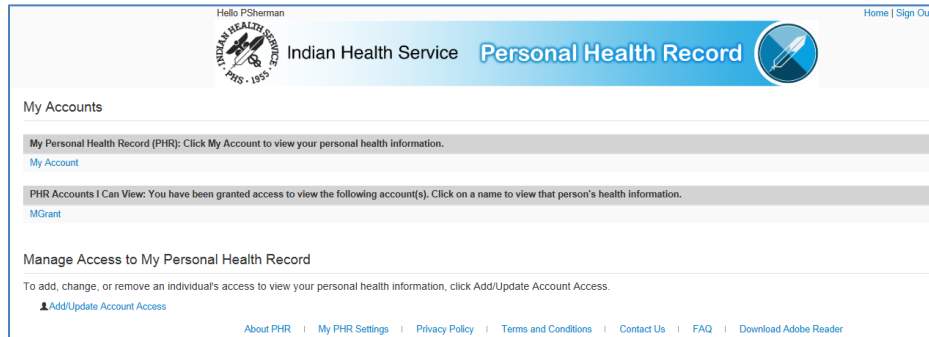 Hello PSherman
Home | Sign Ou
INDIAN HEALTH SERVICE
PHS · 1955
Indian Health Service Personal Health Record
My Accounts
My Personal Health Record (PHR): Click My Account to view your personal health information.
My Account
PHR Accounts I Can View: You have been granted access to view the following account(s). Click on a name to view that person's health information.
MGrant
Manage Access to My Personal Health Record
To add, change, or remove an individual's access to view your personal health information, click Add/Update Account Access.
Add/Update Account Access
About PHR | My PHR Settings | Privacy Policy | Terms and Conditions | Contact Us | FAQ | Download Adobe Reader